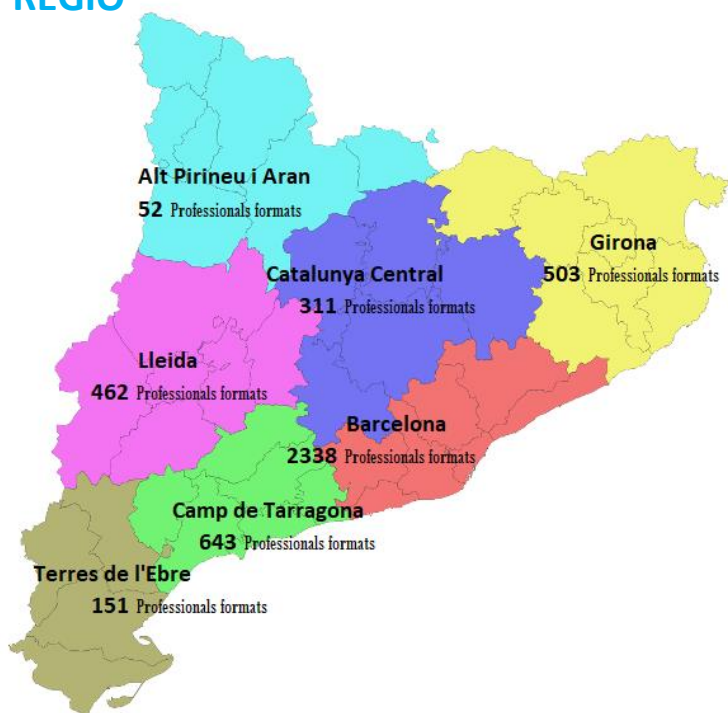 REGIÓ
Alt Pirineu i Aran
52 Professionals formats
Girona
503 Professionals formats
Catalunya Central
311 Professionals formats
Lleida
462 Professionals formats
Barcelona
2338 Professionals formats
Camp de Tarragona
643 Professionals formats
Terres de l'Ebre
151 Professionals formats